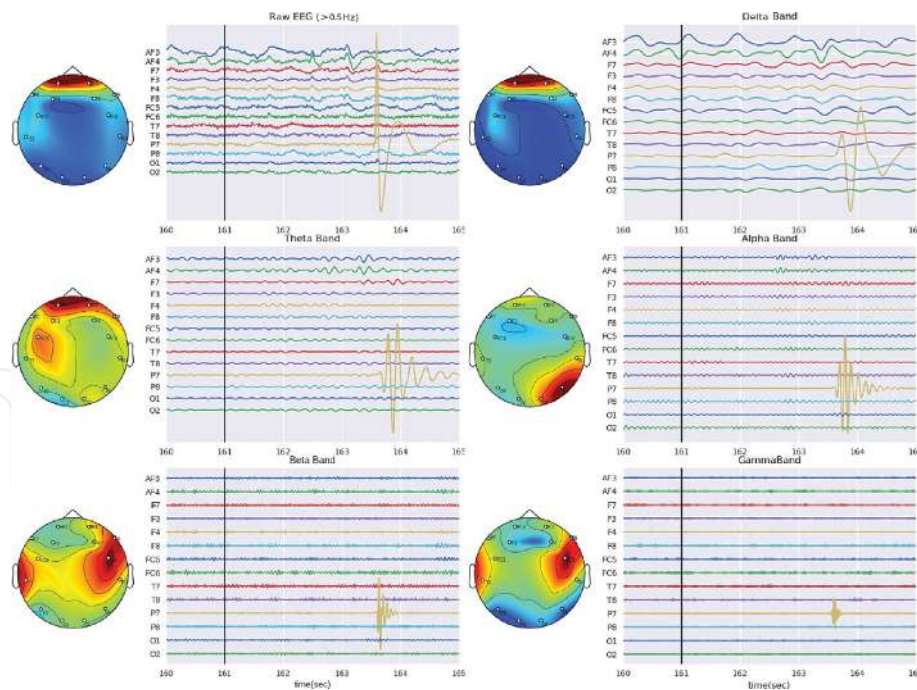 Raw EEG (>0.5Hz)
AF3
AF4
F7
F3
F4
F8
FC5
FC6
T7
T8
P7
P8
O1
O2
160 161 162 163 164 165
Delta Band
AF3
AF4
F7
F3
F4
F8
FC5
FC6
T7
T8
P7
P8
O1
O2
160 161 162 163 164
Theta Band
AF3
AF4
F7
F3
F4
F8
FC5
FC6
T7
T8
P7
P8
O1
O2
160 161 162 163 164 165
Alpha Band
AF3
AF4
F7
F3
F4
F8
FC5
FC6
T7
T8
P7
P8
O1
O2
160 161 162 163 164
Beta Band
AF3
AF4
F7
F3
F4
F8
FC5
FC6
T7
T8
P7
P8
O1
O2
160 161 162 163 164 165
time(sec)
GammaBand
AF3
AF4
F7
F3
F4
F8
FC5
FC6
T7
T8
P7
P8
O1
O2
160 161 162 163 164
time(sec)